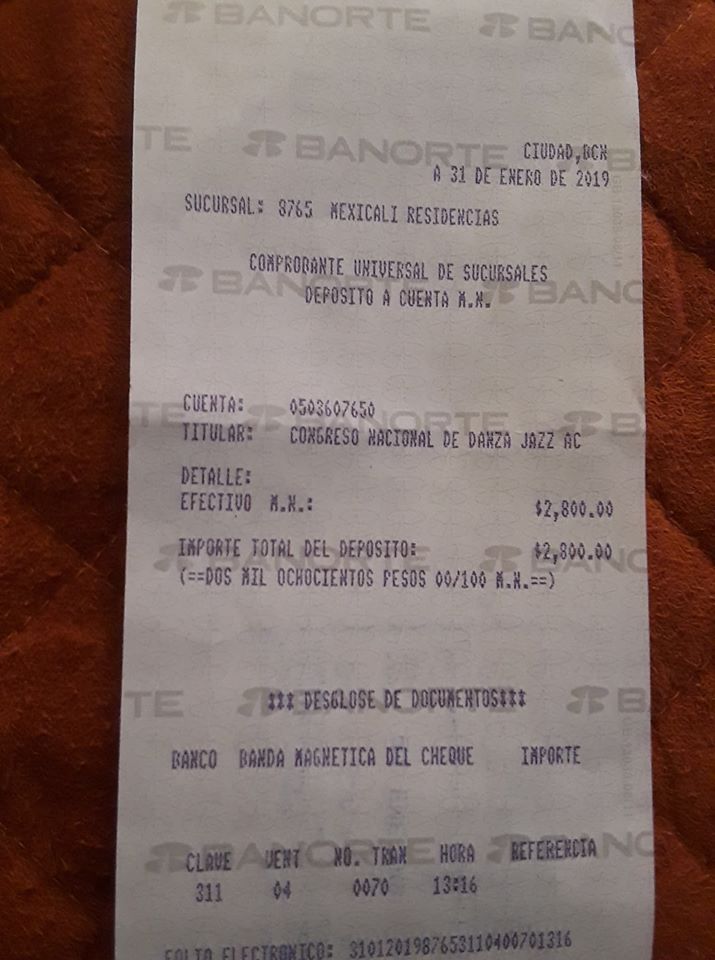 BANORTE
CIUDAD,BCN
A 31 DE ENERO DE 2019
SUCURSAL: 8765 MEXICALI RESIDENCIAS
COMPROBANTE UNIVERSAL DE SUCURSALES
DEPOSITO A CUENTA M.N.
CUENTA: 0503607650
TITULAR: CONGRESO NACIONAL DE DANZA JAZZ AC
DETALLE:
EFECTIVO M.N.: $2,800.00
IMPORTE TOTAL DEL DEPOSITO: $2,800.00
(==DOS MIL OCHOCIENTOS PESOS 00/100 M.N.==)
*** DESGLOSE DE DOCUMENTOS***
BANCO BANDA MAGNETICA DEL CHEQUE IMPORTE
CLAVE VENT NO. TRAN HORA REFERENCIA
311 04 0070 13:16
FOLIO ELECTRONICO: 3101201987653110400701316